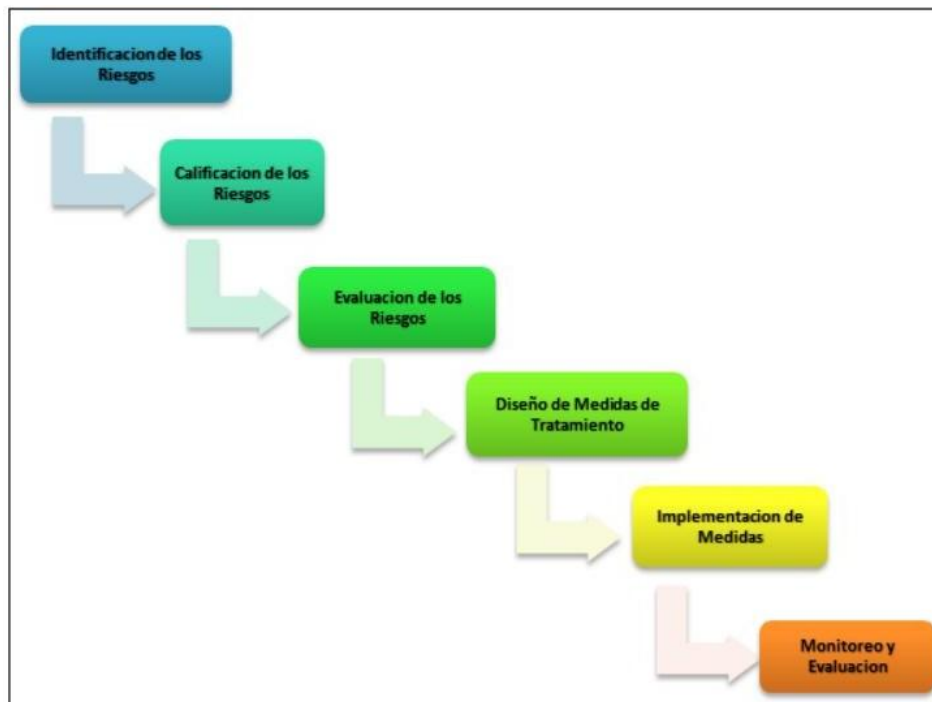 Identificacion de los
Riesgos
Calificacion de los
Riesgos
Evaluacion de los
Riesgos
Diseño de Medidas de
Tratamiento
Implementacion de
Medidas
Monitoreo y
Evaluacion